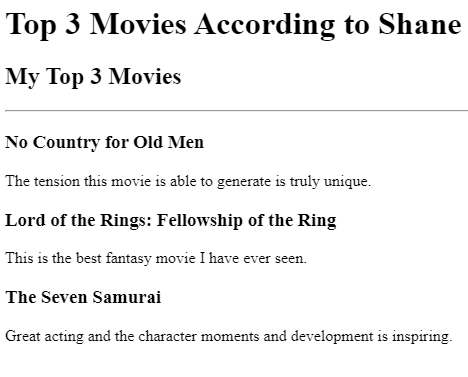 Top 3 Movies According to Shane
My Top 3 Movies
No Country for Old Men
The tension this movie is able to generate is truly unique.
Lord of the Rings: Fellowship of the Ring
This is the best fantasy movie I have ever seen.
The Seven Samurai
Great acting and the character moments and development is inspiring.